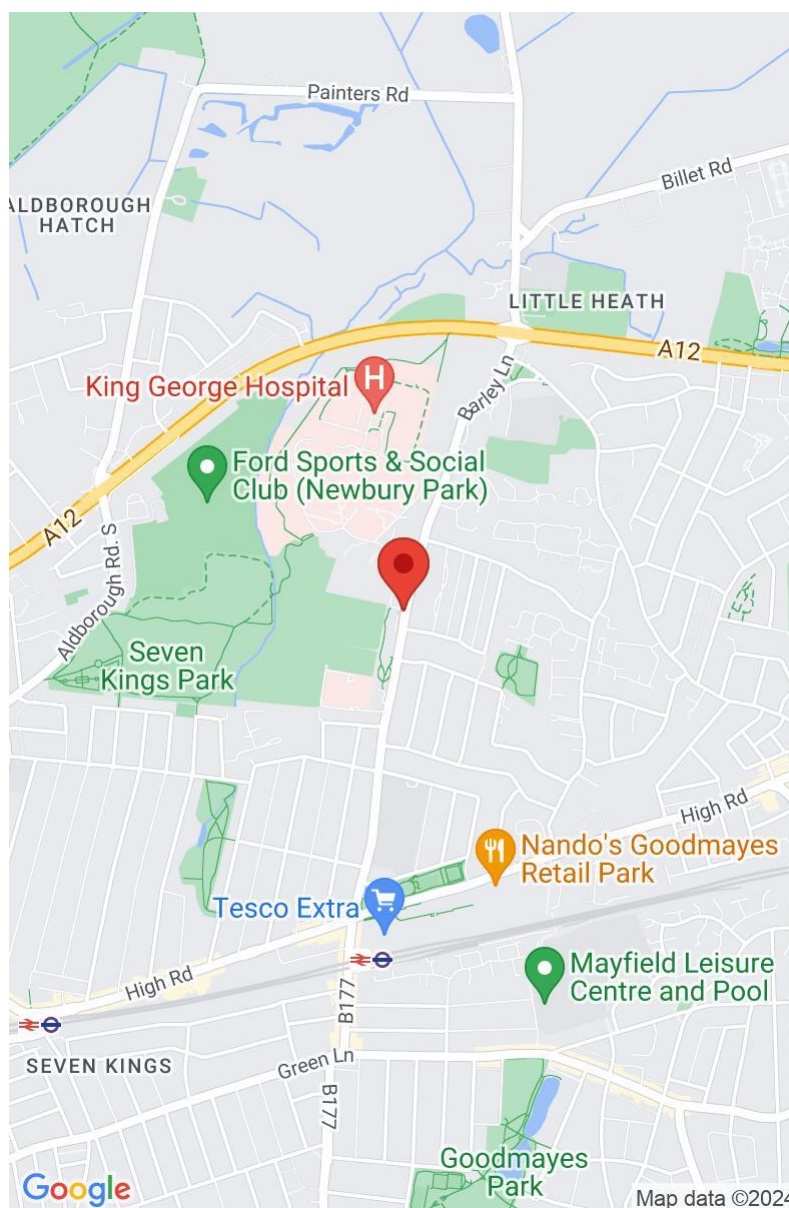 Painters Rd
Billet Rd
ALDBOROUGH
HATCH
LITTLE HEATH
A12
Barley Ln
King George Hospital
H
Ford Sports & Social
Club (Newbury Park)
A12
Aldborough Rd. S
Seven
Kings Park
High Rd
Nando's Goodmayes
Retail Park
Tesco Extra
High Rd
Mayfield Leisure
Centre and Pool
B177
SEVEN KINGS
Green Ln
B177
Goodmayes
Park
Google
Map data ©2024